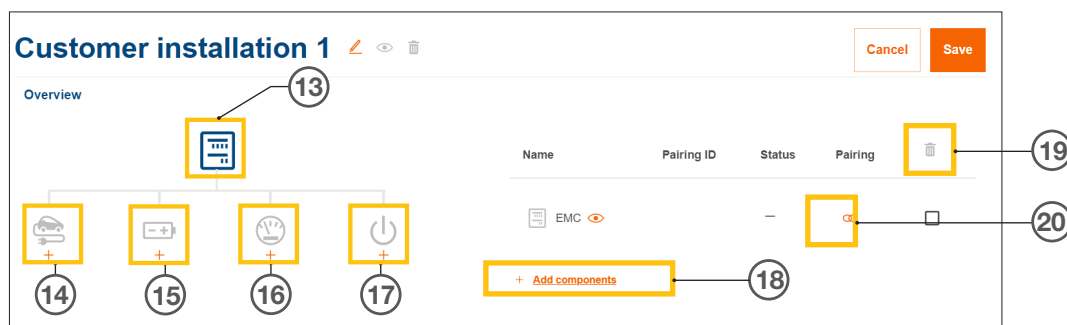 Customer installation 1
Cancel
Save
Overview
13
Name Pairing ID Status Pairing
19
EMC
20
+ + + +
+ Add components
14 15 16 17 18